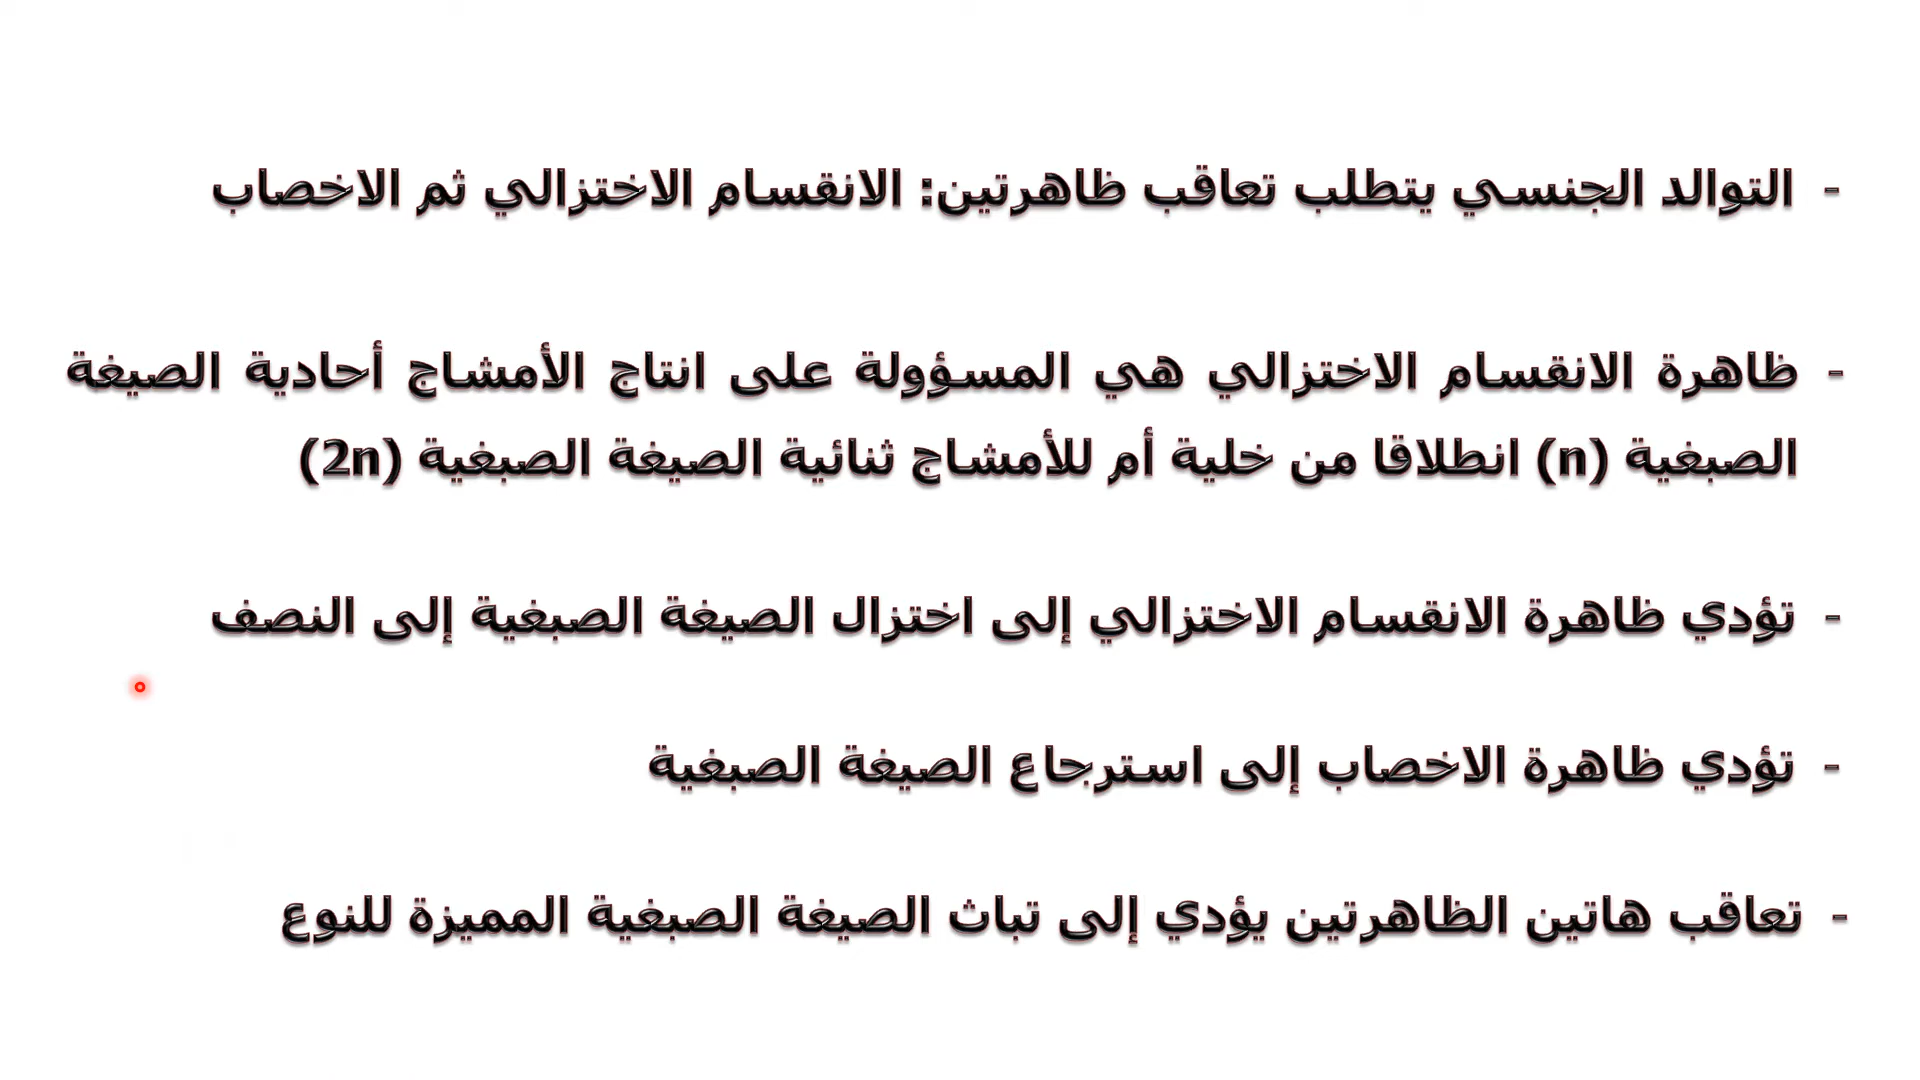 - التوالد الجنسي يتطلب تعاقب ظاهرتين: الانقسام الاختزالي ثم الاخصاب
- ظاهرة الانقسام الاختزالي هي المسؤولة على انتاج الأمشاج أحادية الصيغة
الصبغية (n) انطلاقا من خلية أم للأمشاج ثنائية الصيغة الصبغية (2n)
- تؤدي ظاهرة الانقسام الاختزالي إلى اختزال الصيغة الصبغية إلى النصف
- تؤدي ظاهرة الاخصاب إلى استرجاع الصيغة الصبغية
- تعاقب هاتين الظاهرتين يؤدي إلى تباث الصيغة الصبغية المميزة للنوع